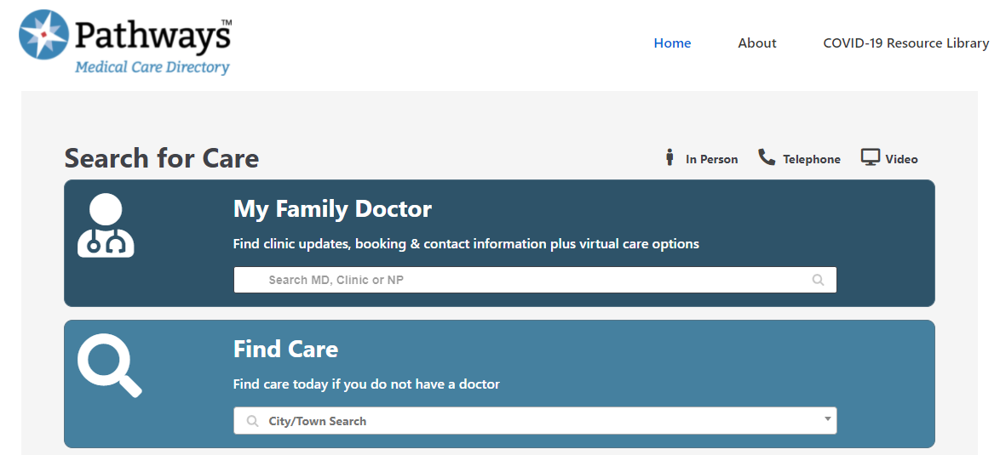 Pathways™
Medical Care Directory
Home About COVID-19 Resource Library
Search for Care
In Person Telephone Video
My Family Doctor
Find clinic updates, booking & contact information plus virtual care options
Search MD, Clinic or NP
Find Care
Find care today if you do not have a doctor
City/Town Search